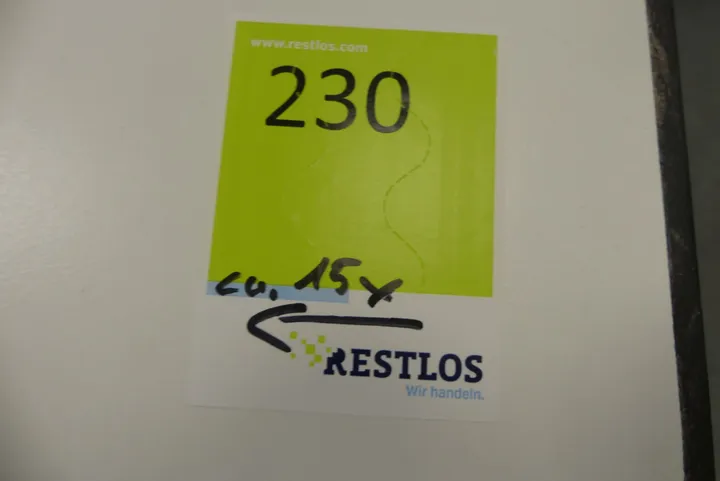 www.restlos.com
230
ca. 15x
RESTLOS
Wir handeln.